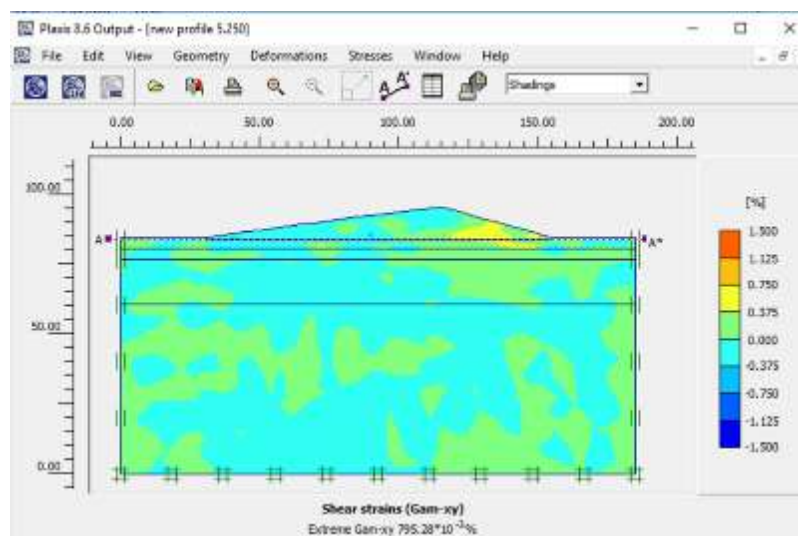 Plaxis 8.6 Output - [new profile 5.250]
File Edit View Geometry Deformations Stresses Window Help
Shadings
0.00 50.00 100.00 150.00 200.00
100.00
50.00
0.00
A
A*
[%]
1.500
1.125
0.750
0.375
0.000
-0.375
-0.750
-1.125
-1.500
Shear strains (Gam-xy)
Extreme Gam-xy 795.28*10⁻³%